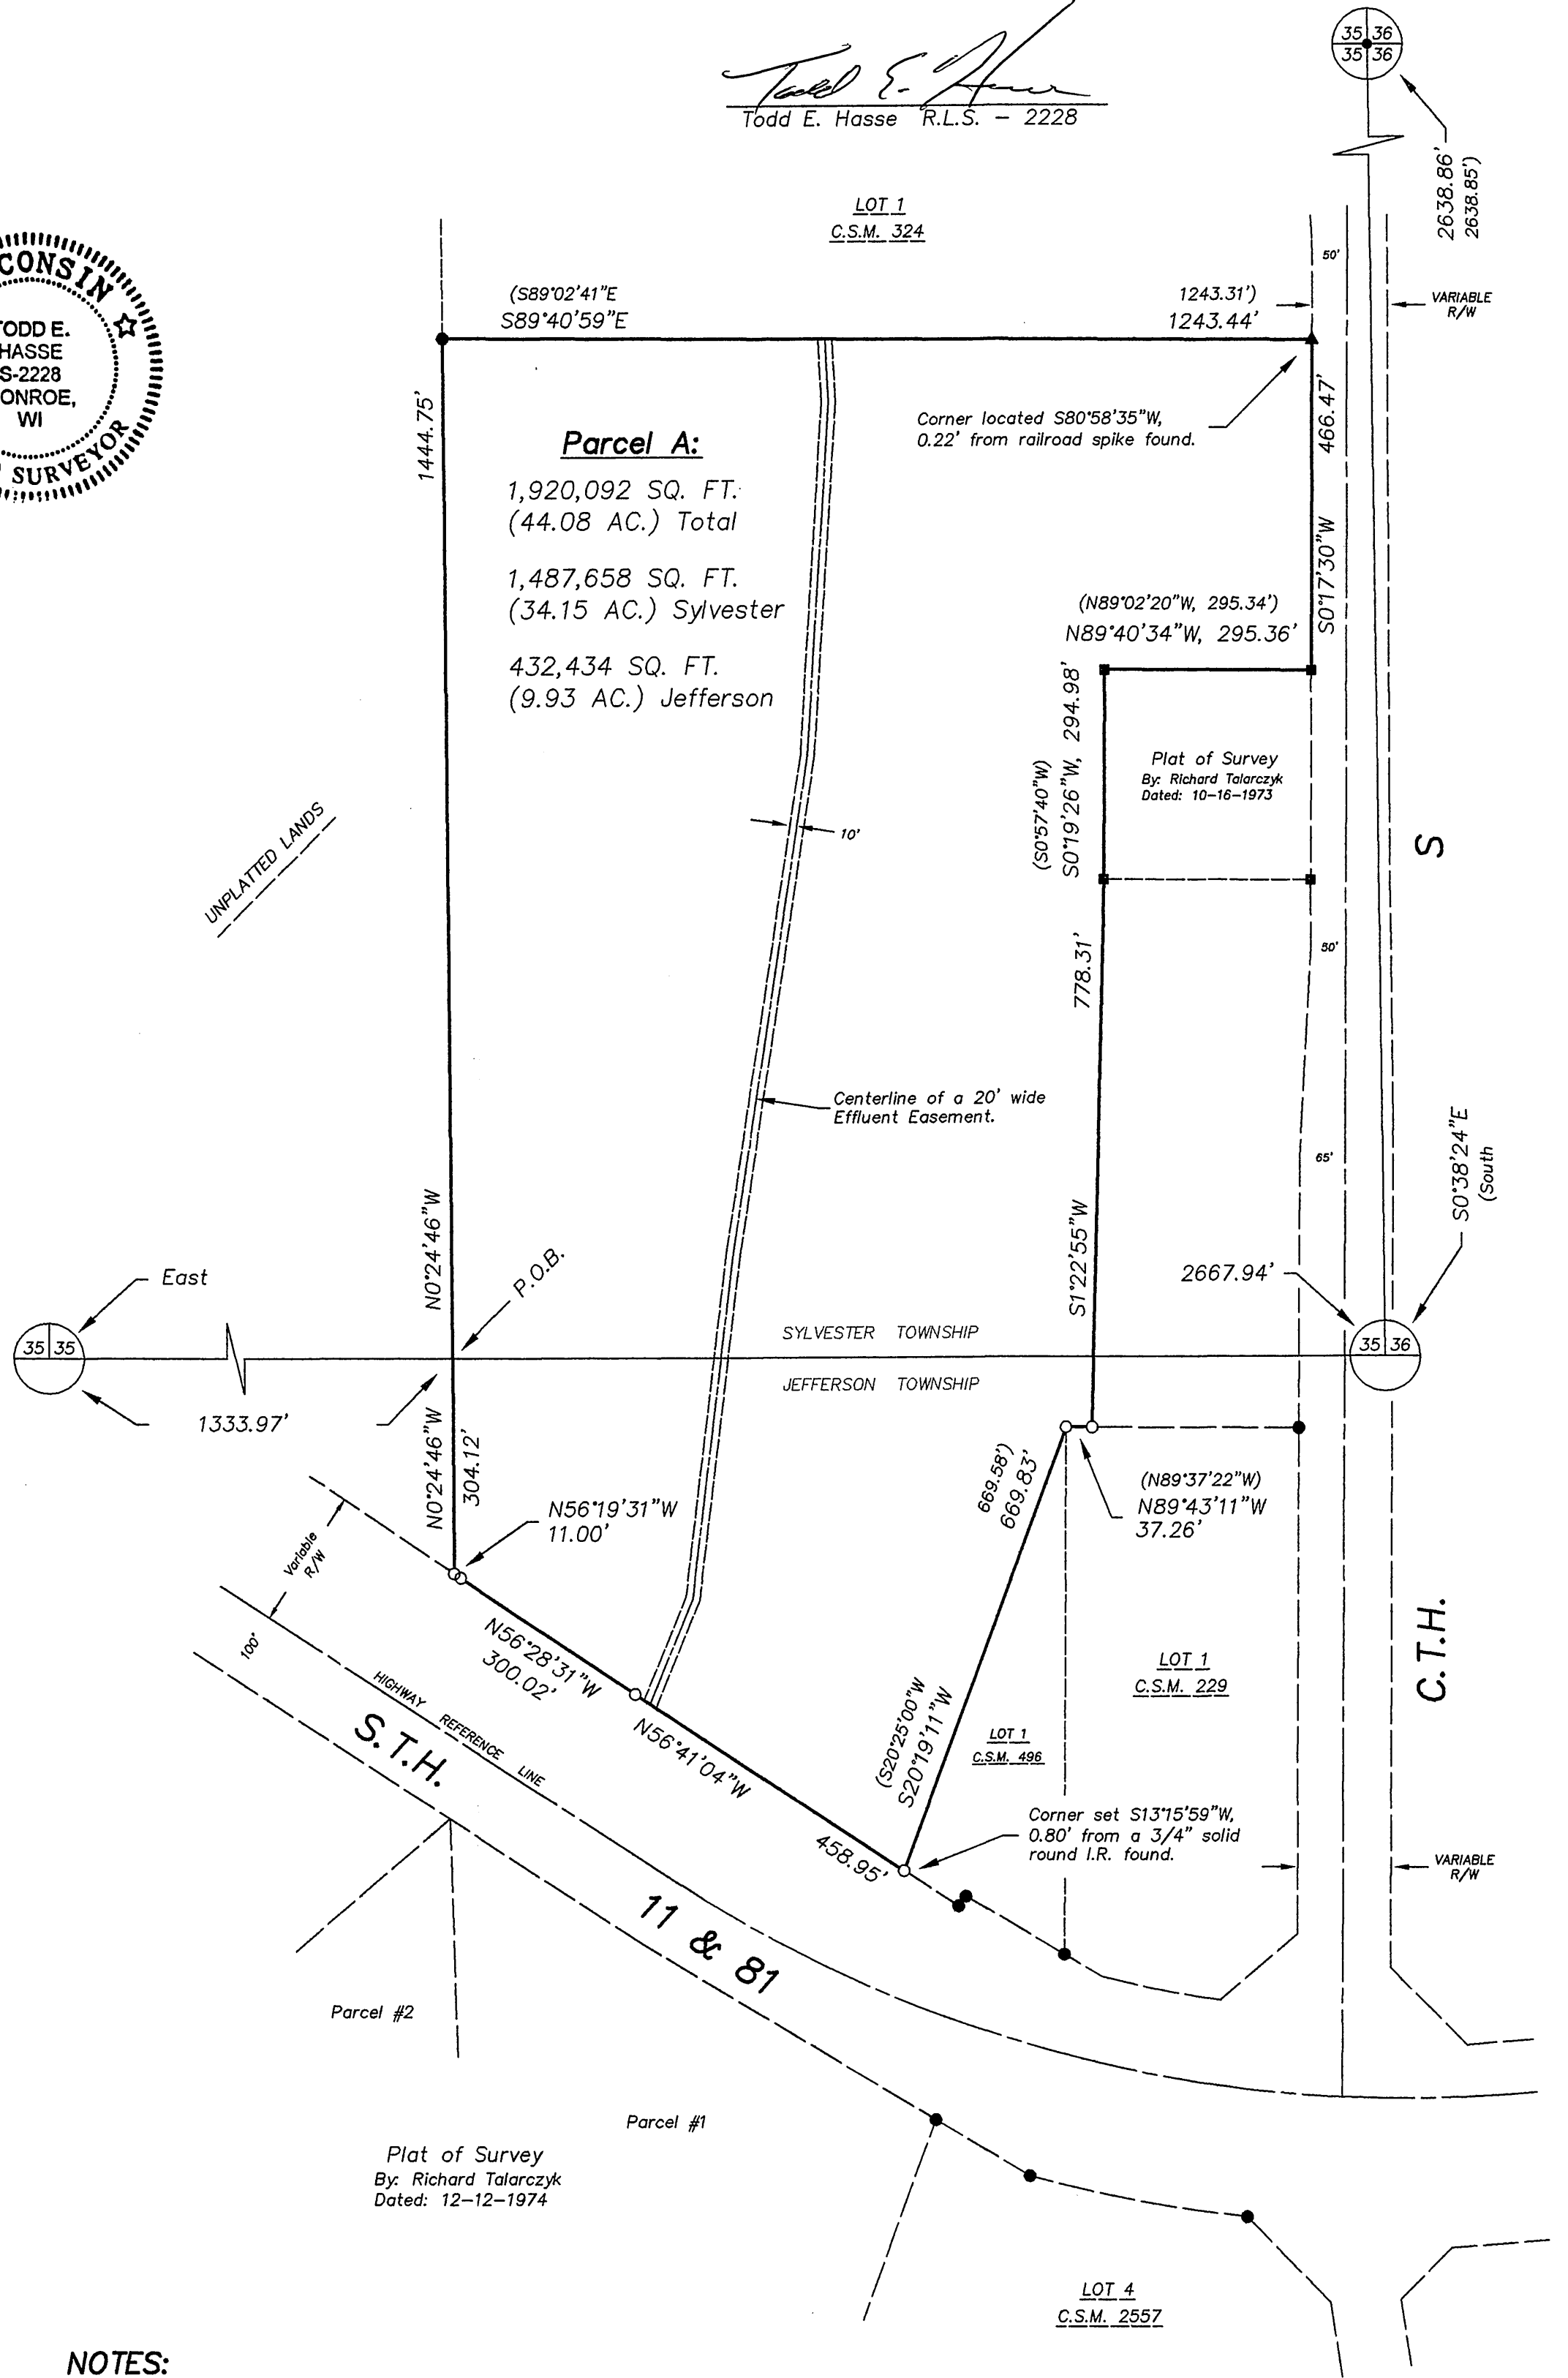 Todd E. Hasse R.L.S. - 2228
35 36
35 36
2638.86'
2638.85')
LOT 1
C.S.M. 324
50'
VARIABLE
R/W
CONSIN
TODD E.
HASSE
S-2228
ONROE,
WI
SURVEYOR
(S89°02'41"E
S89°40'59"E
1243.31')
1243.44'
1444.75'
Corner located S80°58'35"W,
0.22' from railroad spike found.
466.47'
S0°17'30"W
Parcel A:
1,920,092 SQ. FT.
(44.08 AC.) Total
1,487,658 SQ. FT.
(34.15 AC.) Sylvester
432,434 SQ. FT.
(9.93 AC.) Jefferson
(N89°02'20"W, 295.34')
N89°40'34"W, 295.36'
(S0°57'40"W)
S0°19'26"W, 294.98'
Plat of Survey
By: Richard Talarczyk
Dated: 10-16-1973
UNPLATTED LANDS
10'
S
778.31'
50'
Centerline of a 20' wide
Effluent Easement.
65'
S0°38'24"E
(South
N0°24'46"W
S1°22'55"W
P.O.B.
East
2667.94'
35 35
SYLVESTER TOWNSHIP
35 36
JEFFERSON TOWNSHIP
1333.97'
N0°24'46"W
304.12'
N56°19'31"W
11.00'
669.58')
669.83'
(N89°37'22"W)
N89°43'11"W
37.26'
Variable
R/W
100'
N56°28'31"W
300.02'
HIGHWAY REFERENCE LINE
S.T.H.
N56°41'04"W
458.95'
(S20°25'00"W
S20°19'11"W
LOT 1
C.S.M. 496
LOT 1
C.S.M. 229
C.T.H.
Corner set S13°15'59"W,
0.80' from a 3/4" solid
round I.R. found.
VARIABLE
R/W
11 & 81
Parcel #2
Parcel #1
Plat of Survey
By: Richard Talarczyk
Dated: 12-12-1974
LOT 4
C.S.M. 2557
NOTES: